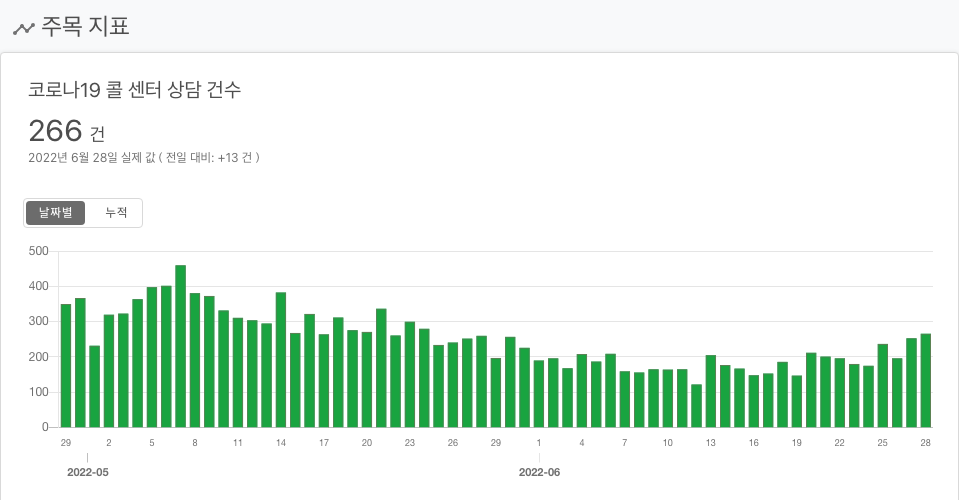 주목 지표
코로나19 콜 센터 상담 건수
266 건
2022년 6월 28일 실제 값 ( 전일 대비: +13 건 )
날짜별 누적
500
400
300
200
100
0
29 2 5 8 11 14 17 20 23 26 29 1 4 7 10 13 16 19 22 25 28
2022-05 2022-06